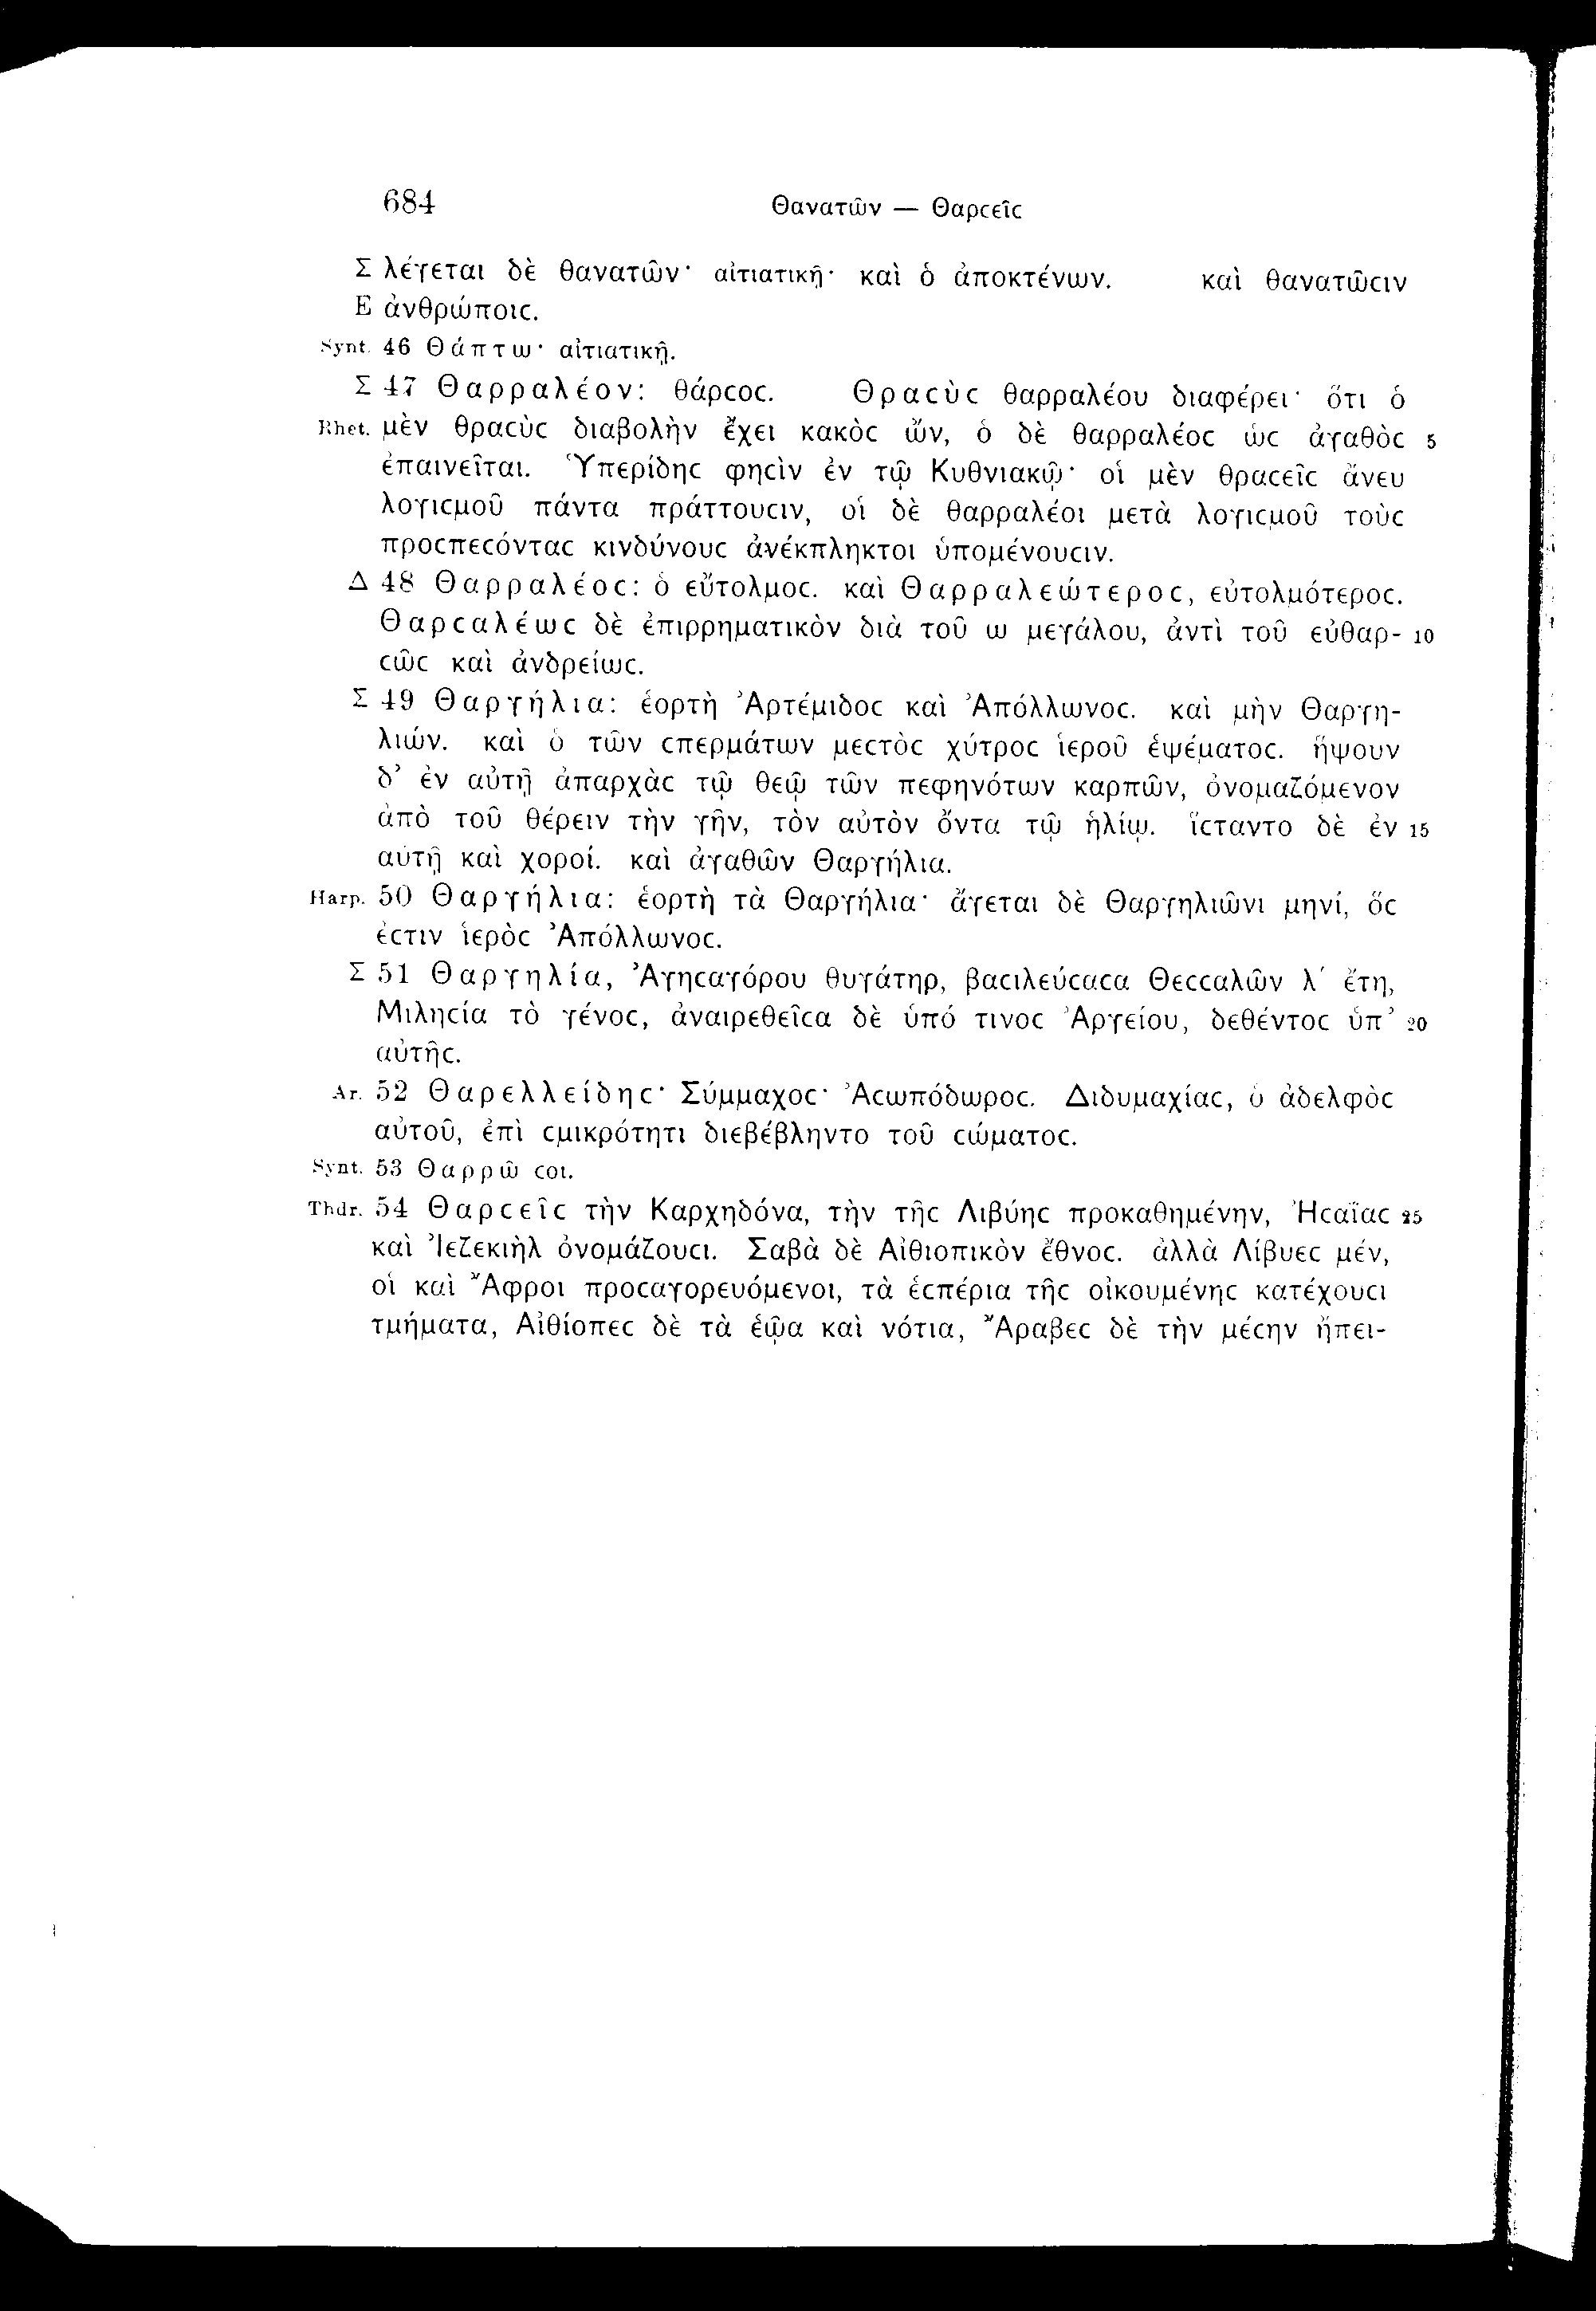 684 Θανατῶν — Θαρϲεῖϲ
Σ λέγεται δὲ θανατῶν· αἰτιατικῇ· καὶ ὁ ἀποκτένων. καὶ θανατῶϲιν
E ἀνθρώποιϲ.
Synt. 46 Θάπτω· αἰτιατικῇ.
Σ 47 Θαρραλέον: θάρϲοϲ. Θραϲὺϲ θαρραλέου διαφέρει· ὅτι ὁ
Rhet. μὲν θραϲὺϲ διαβολὴν ἔχει κακὸϲ ὤν, ὁ δὲ θαρραλέοϲ ὡϲ ἀγαθὸϲ 5
ἐπαινεῖται. Ὑπερίδηϲ φηϲὶν ἐν τῷ Κυθνιακῷ· οἱ μὲν θραϲεῖϲ ἄνευ
λογιϲμοῦ πάντα πράττουϲιν, οἱ δὲ θαρραλέοι μετὰ λογιϲμοῦ τοὺϲ
προϲπεϲόνταϲ κινδύνουϲ ἀνέκπληκτοι ὑπομένουϲιν.
Δ 48 Θαρραλέοϲ: ὁ εὔτολμοϲ. καὶ Θαρραλεώτεροϲ, εὐτολμότεροϲ.
Θαρϲαλέωϲ δὲ ἐπιρρηματικὸν διὰ τοῦ ω μεγάλου, ἀντὶ τοῦ εὐθαρ- 10
ϲῶϲ καὶ ἀνδρείωϲ.
Σ 49 Θαργήλια: ἑορτὴ Ἀρτέμιδοϲ καὶ Ἀπόλλωνοϲ. καὶ μὴν Θαργη-
λιών. καὶ ὁ τῶν ϲπερμάτων μεϲτὸϲ χύτροϲ ἱεροῦ ἑψέματοϲ. ἥψουν
δ’ ἐν αὐτῇ ἀπαρχὰϲ τῷ θεῷ τῶν πεφηνότων καρπῶν, ὀνομαζόμενον
ἀπὸ τοῦ θέρειν τὴν γῆν, τὸν αὐτὸν ὄντα τῷ ἡλίῳ. ἵϲταντο δὲ ἐν 15
αὐτῇ καὶ χοροί. καὶ ἀγαθῶν Θαργήλια.
Harp. 50 Θαργήλια: ἑορτὴ τὰ Θαργήλια· ἄγεται δὲ Θαργηλιῶνι μηνί, ὅϲ
ἐϲτιν ἱερὸϲ Ἀπόλλωνοϲ.
Σ 51 Θαργηλία, Ἀγηϲαγόρου θυγάτηρ, βαϲιλεύϲαϲα Θεϲϲαλῶν λ′ ἔτη,
Μιληϲία τὸ γένοϲ, ἀναιρεθεῖϲα δὲ ὑπό τινοϲ Ἀργείου, δεθέντοϲ ὑπ’ 20
αὐτῆϲ.
Ar. 52 Θαρελλείδηϲ· Σύμμαχοϲ· Ἀϲωπόδωροϲ. Διδυμαχίαϲ, ὁ ἀδελφὸϲ
αὐτοῦ, ἐπὶ ϲμικρότητι διεβέβληντο τοῦ ϲώματοϲ.
Synt. 53 Θαρρῶ ϲοι.
Thdr. 54 Θαρϲεῖϲ τὴν Καρχηδόνα, τὴν τῆϲ Λιβύηϲ προκαθημένην, Ἡϲαΐαϲ 25
καὶ Ἰεζεκιὴλ ὀνομάζουϲι. Σαβὰ δὲ Αἰθιοπικὸν ἔθνοϲ. ἀλλὰ Λίβυεϲ μέν,
οἱ καὶ Ἄφροι προϲαγορευόμενοι, τὰ ἑϲπέρια τῆϲ οἰκουμένηϲ κατέχουϲι
τμήματα, Αἰθίοπεϲ δὲ τὰ ἑῷα καὶ νότια, Ἄραβεϲ δὲ τὴν μέϲην ἤπει-